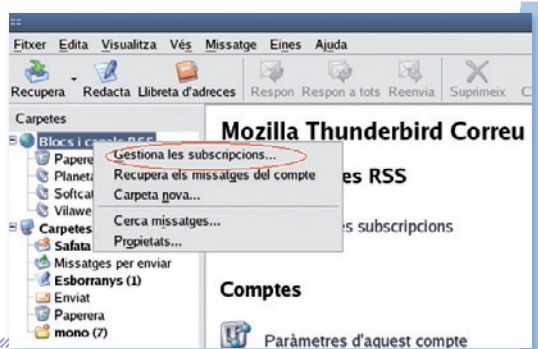 Fitxer Edita Visualitza Vés Missatge Eines Ajuda
Recupera Redacta Llibreta d'adreces Respon Respon a tots Reenvia Suprimeix
Carpetes
Blocs i canals RSS
Papere
Planeta
Softcat
Vilawe
Carpetes
Safata
Missatges per enviar
Esborranys (1)
Enviat
Paperera
mono (7)
Gestiona les subscripcions...
Recupera els missatges del compte
Carpeta nova...
Cerca missatges...
Propietats...
Mozilla Thunderbird Correu
es RSS
es subscripcions
Comptes
Paràmetres d'aquest compte